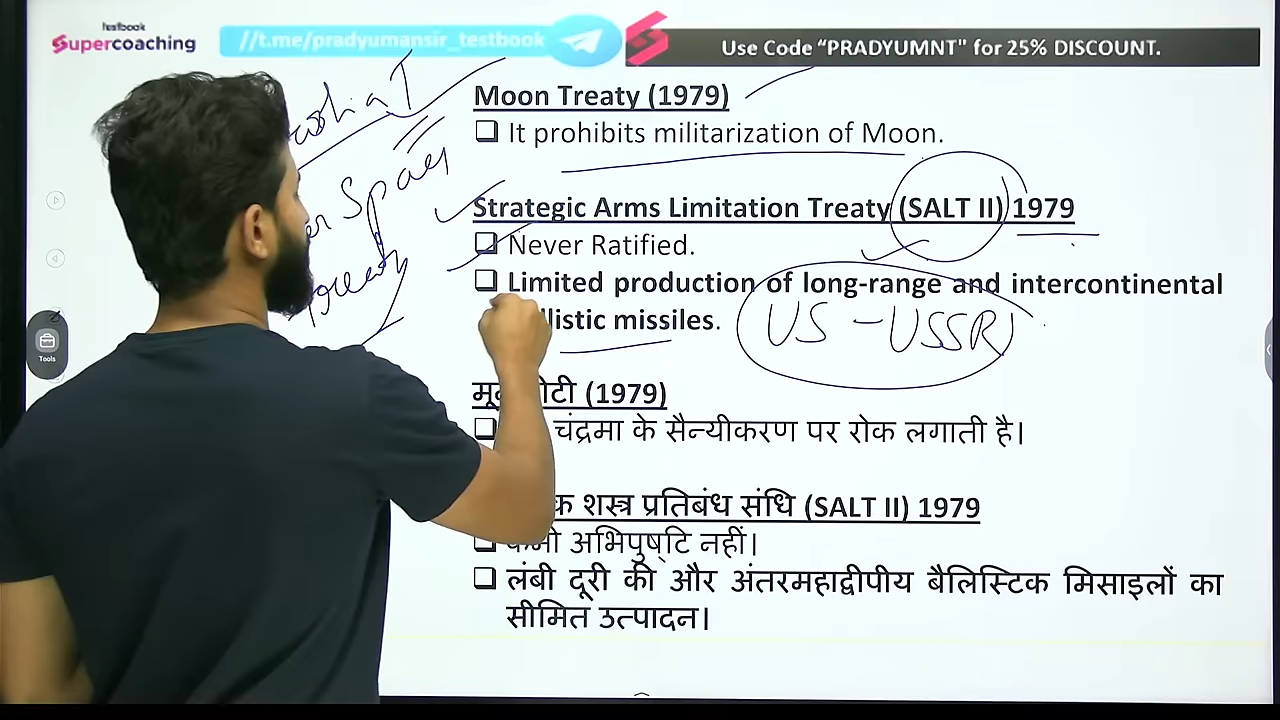 testbook
Supercoaching
//t.me/pradyumansir_testbook
Use Code “PRADYUMNT" for 25% DISCOUNT.
Moon Treaty (1979)
It prohibits militarization of Moon.
Strategic Arms Limitation Treaty (SALT II) 1979
Never Ratified.
Limited production of long-range and intercontinental
missiles.
US - USSR
(1979)
चंद्रमा के सैन्यीकरण पर रोक लगाती है।
शस्त्र प्रतिबंध संधि (SALT II) 1979
अभिपुष्टि नहीं।
लंबी दूरी की और अंतरमहाद्वीपीय बैलिस्टिक मिसाइलों का
सीमित उत्पादन।
Tools